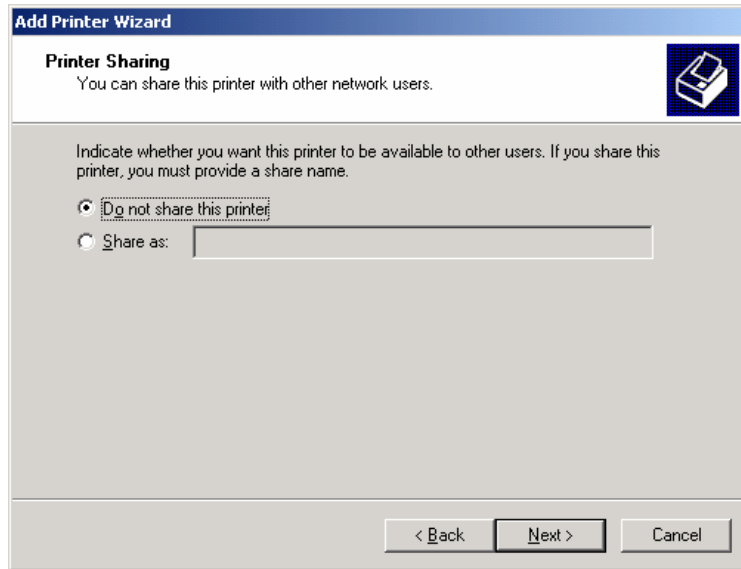 Add Printer Wizard
Printer Sharing
You can share this printer with other network users.
Indicate whether you want this printer to be available to other users. If you share this
printer, you must provide a share name.
Do not share this printer
Share as:
< Back
Next >
Cancel